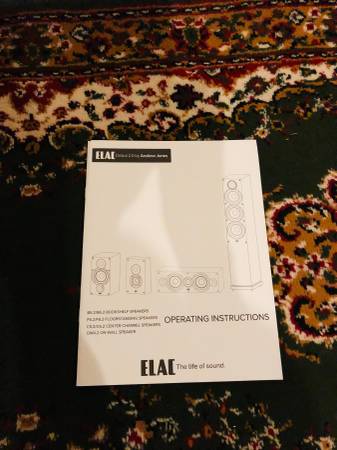 ELAC Debut 2.0 by Andrew Jones
B5.2/B6.2 BOOKSHELF SPEAKERS
F5.2/F6.2 FLOORSTANDING SPEAKERS
C5.2/C6.2 CENTER CHANNEL SPEAKERS
OW4.2 ON-WALL SPEAKER
OPERATING INSTRUCTIONS
ELAC The life of sound.